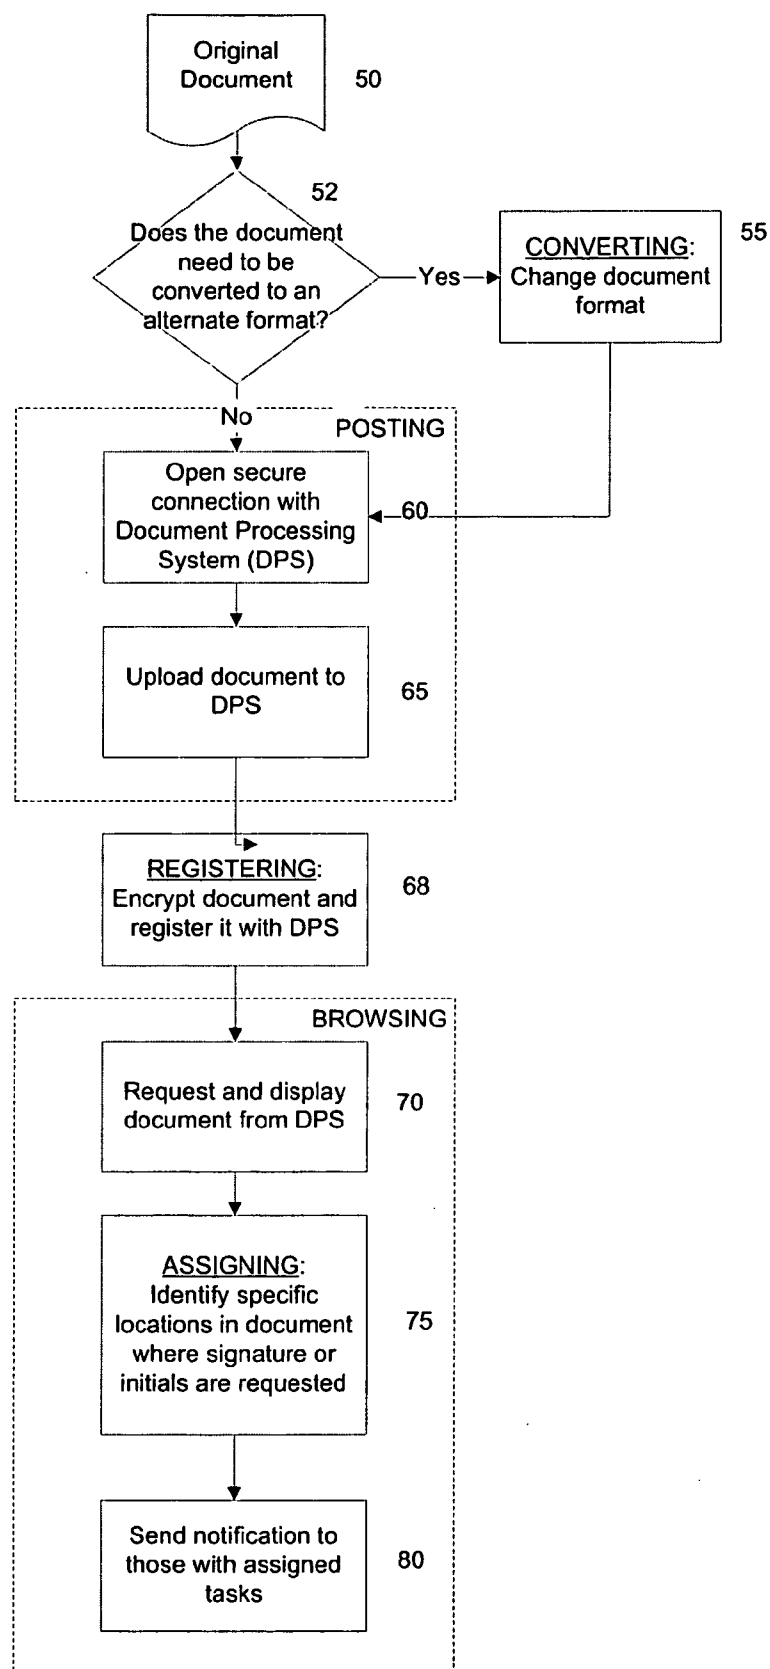 Original
Document
50
52
Does the document
need to be
converted to an
alternate format?
Yes
55
CONVERTING:
Change document
format
No
POSTING
Open secure
connection with
Document Processing
System (DPS)
60
Upload document to
DPS
65
REGISTERING:
Encrypt document and
register it with DPS
68
BROWSING
Request and display
document from DPS
70
ASSIGNING:
Identify specific
locations in document
where signature or
initials are requested
75
Send notification to
those with assigned
tasks
80